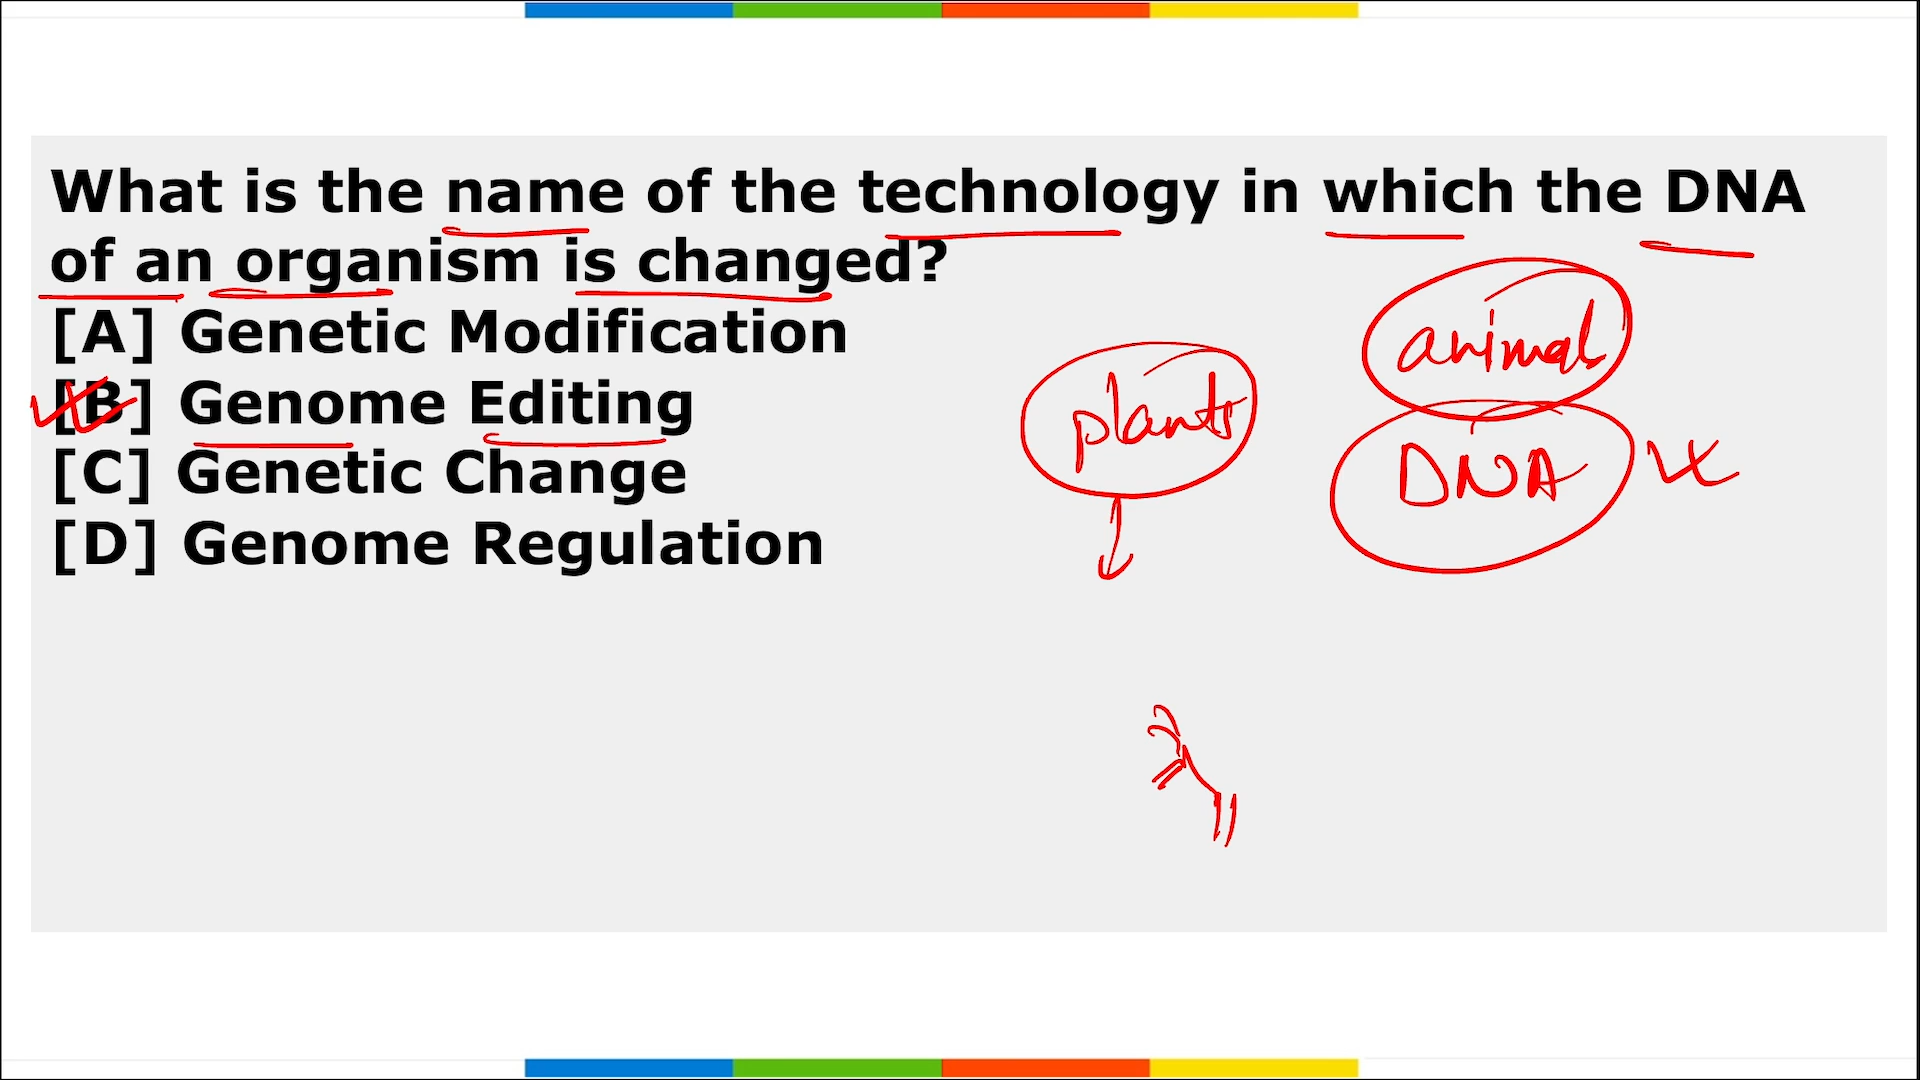 What is the name of the technology in which the DNA
of an organism is changed?
[A] Genetic Modification
[B] Genome Editing
[C] Genetic Change
[D] Genome Regulation
animal
plants
DNA